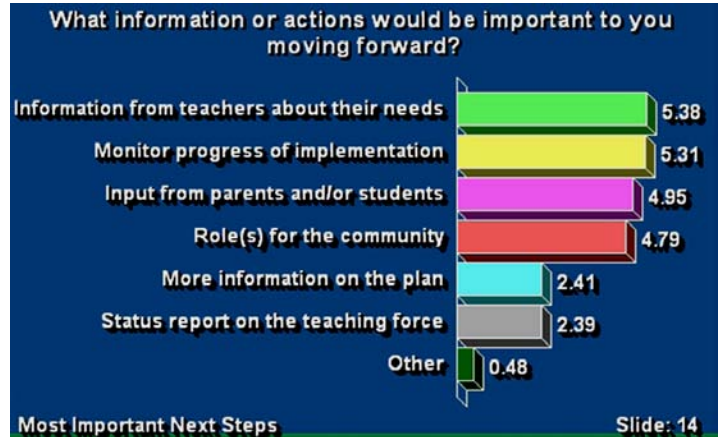 What information or actions would be important to you
moving forward?
Information from teachers about their needs 5.38
Monitor progress of implementation 5.31
Input from parents and/or students 4.95
Role(s) for the community 4.79
More information on the plan 2.41
Status report on the teaching force 2.39
Other 0.48
Most Important Next Steps Slide: 14